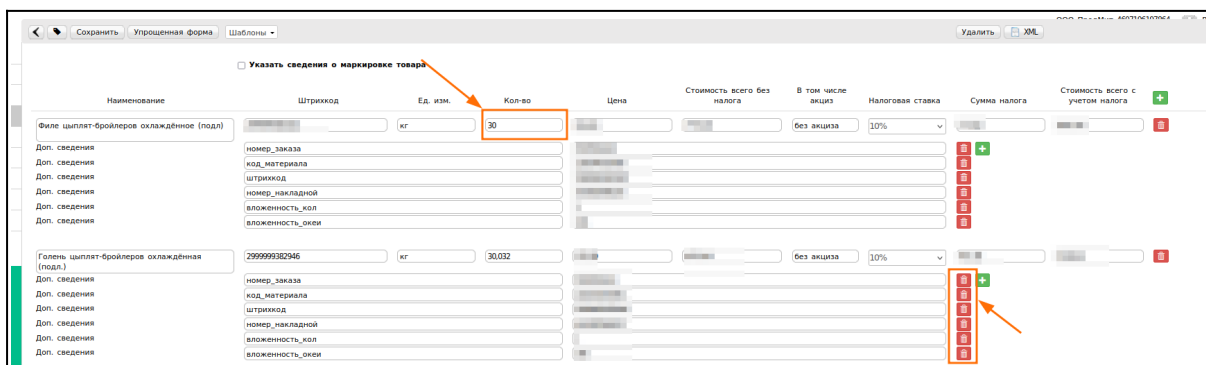 Сохранить Упрощенная форма Шаблоны Удалить XML
Указать сведения о маркировке товара
Наименование Штрихкод Ед. изм. Кол-во Цена Стоимость всего без налога В том числе акциз Налоговая ставка Сумма налога Стоимость всего с учетом налога
Филе цыплят-бройлеров охлаждённое (подл) кг 30 без акциза 10%
Доп. сведения номер_заказа
Доп. сведения код_материала
Доп. сведения штрихкод
Доп. сведения номер_накладной
Доп. сведения вложенность_кол
Доп. сведения вложенность_океи
Голень цыплят-бройлеров охлаждённая (подл.) 2999999382946 кг 30,032 без акциза 10%
Доп. сведения номер_заказа
Доп. сведения код_материала
Доп. сведения штрихкод
Доп. сведения номер_накладной
Доп. сведения вложенность_кол
Доп. сведения вложенность_океи